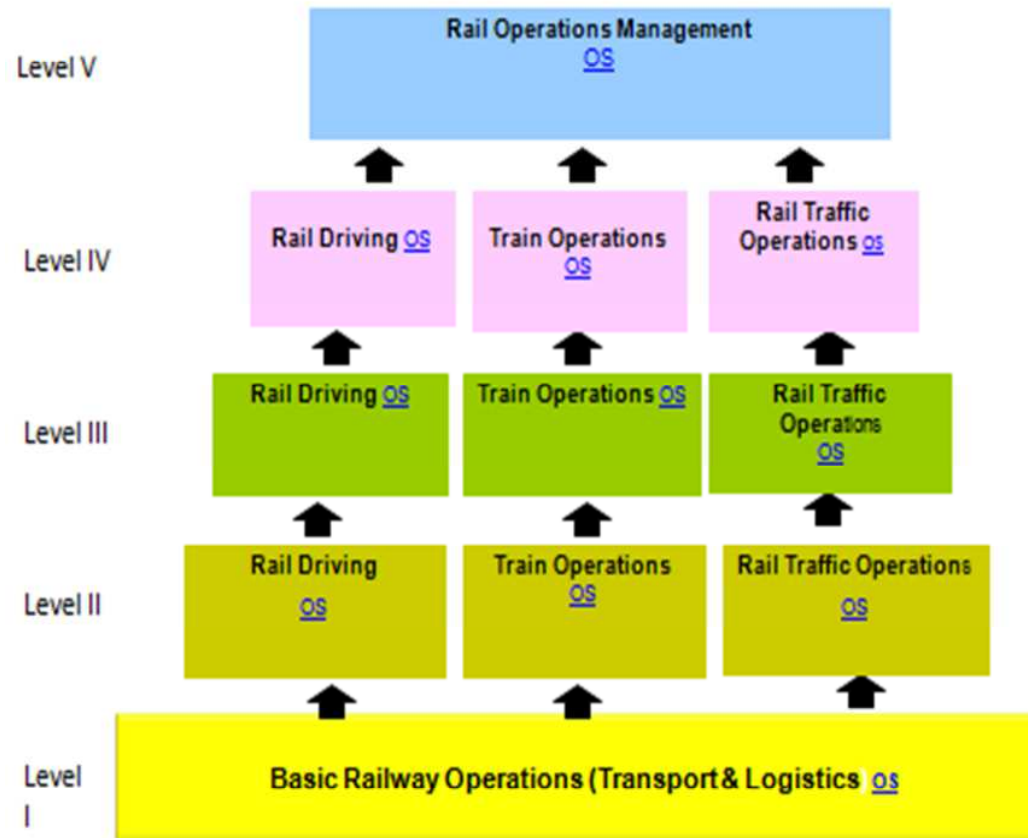 Rail Operations Management
OS
Level V
Rail Driving OS
Train Operations
OS
Rail Traffic
Operations os
Level IV
Rail Driving OS
Train Operations OS
Rail Traffic
Operations
OS
Level III
Rail Driving
OS
Train Operations
OS
Rail Traffic Operations
OS
Level II
Basic Railway Operations (Transport & Logistics) OS
Level
I